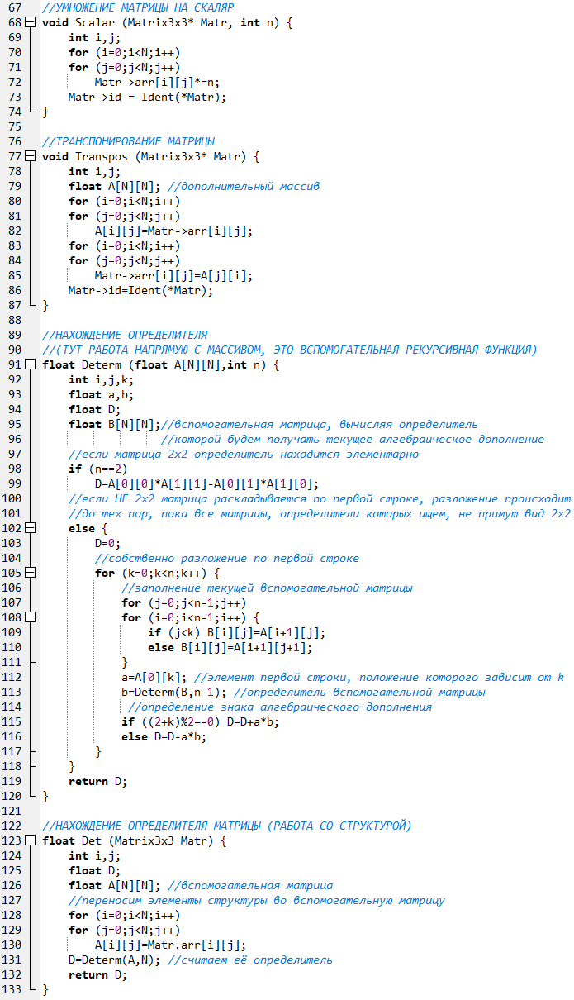 67 //УМНОЖЕНИЕ МАТРИЦЫ НА СКАЛЯР
68 void Scalar (Matrix3x3* Matr, int n) {
69     int i,j;
70     for (i=0;i<N;i++)
71     for (j=0;j<N;j++)
72         Matr->arr[i][j]*=n;
73     Matr->id = Ident(*Matr);
74 }
75
76 //ТРАНСПОНИРОВАНИЕ МАТРИЦЫ
77 void Transpos (Matrix3x3* Matr) {
78     int i,j;
79     float A[N][N]; //дополнительный массив
80     for (i=0;i<N;i++)
81     for (j=0;j<N;j++)
82         A[i][j]=Matr->arr[i][j];
83     for (i=0;i<N;i++)
84     for (j=0;j<N;j++)
85         Matr->arr[i][j]=A[j][i];
86     Matr->id=Ident(*Matr);
87 }
88
89 //НАХОЖДЕНИЕ ОПРЕДЕЛИТЕЛЯ
90 //(ТУТ РАБОТА НАПРЯМУЮ С МАССИВОМ, ЭТО ВСПОМОГАТЕЛЬНАЯ РЕКУРСИВНАЯ ФУНКЦИЯ)
91 float Determ (float A[N][N],int n) {
92     int i,j,k;
93     float a,b;
94     float D;
95     float B[N][N];//вспомогательная матрица, вычисляя определитель
96                   //которой будем получать текущее алгебраическое дополнение
97     //если матрица 2х2 определитель находится элементарно
98     if (n==2)
99         D=A[0][0]*A[1][1]-A[0][1]*A[1][0];
100     //если НЕ 2х2 матрица раскладывается по первой строке, разложение происходит
101     //до тех пор, пока все матрицы, определители которых ищем, не примут вид 2х2
102     else {
103         D=0;
104         //собственно разложение по первой строке
105         for (k=0;k<n;k++) {
106             //заполнение текущей вспомогательной матрицы
107             for (j=0;j<n-1;j++)
108             for (i=0;i<n-1;i++) {
109                 if (j<k) B[i][j]=A[i+1][j];
110                 else B[i][j]=A[i+1][j+1];
111             }
112             a=A[0][k]; //элемент первой строки, положение которого зависит от k
113             b=Determ(B,n-1); //определитель вспомогательной матрицы
114              //определение знака алгебраического дополнения
115             if ((2+k)%2==0) D=D+a*b;
116             else D=D-a*b;
117         }
118     }
119     return D;
120 }
121
122 //НАХОЖДЕНИЕ ОПРЕДЕЛИТЕЛЯ МАТРИЦЫ (РАБОТА СО СТРУКТУРОЙ)
123 float Det (Matrix3x3 Matr) {
124     int i,j;
125     float D;
126     float A[N][N]; //вспомогательная матрица
127     //переносим элементы структуры во вспомогательную матрицу
128     for (i=0;i<N;i++)
129     for (j=0;j<N;j++)
130         A[i][j]=Matr.arr[i][j];
131     D=Determ(A,N); //считаем её определитель
132     return D;
133 }